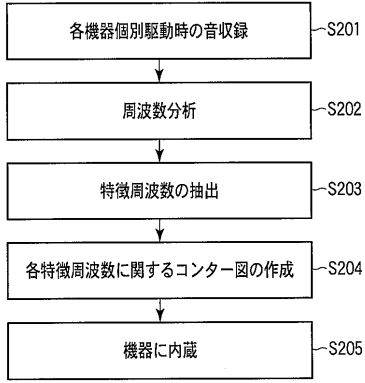 各機器個別駆動時の音収録
S201
周波数分析
S202
特徴周波数の抽出
S203
各特徴周波数に関するコンター図の作成
S204
機器に内蔵
S205